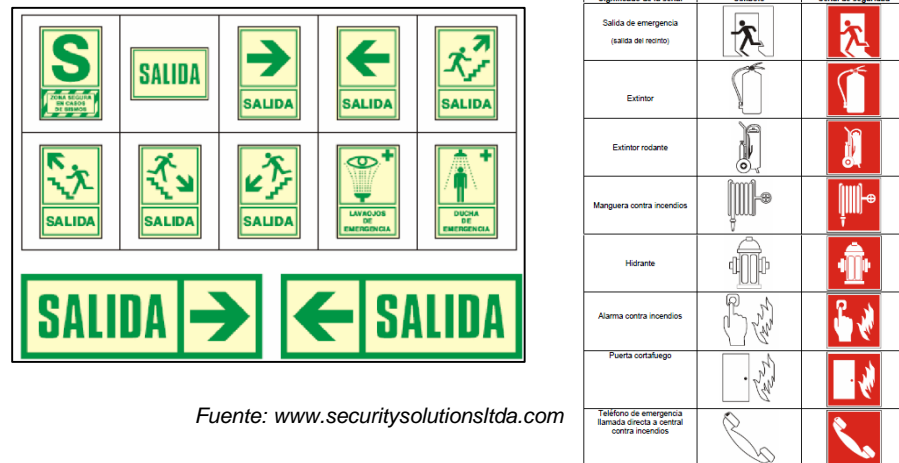 S
ZONA SEGURA
EN CASOS
DE SISMOS
SALIDA
SALIDA
SALIDA
SALIDA
SALIDA
SALIDA
SALIDA
LAVAOJOS
DE
EMERGENCIA
DUCHA
DE
EMERGENCIA
SALIDA
SALIDA
Fuente: www.securitysolutionsltda.com
Salida de emergencia
(salida del recinto)
Extintor
Extintor rodante
Manguera contra incendios
Hidrante
Alarma contra incendios
Puerta cortafuego
Teléfono de emergencia
llamada directa a central
contra incendios